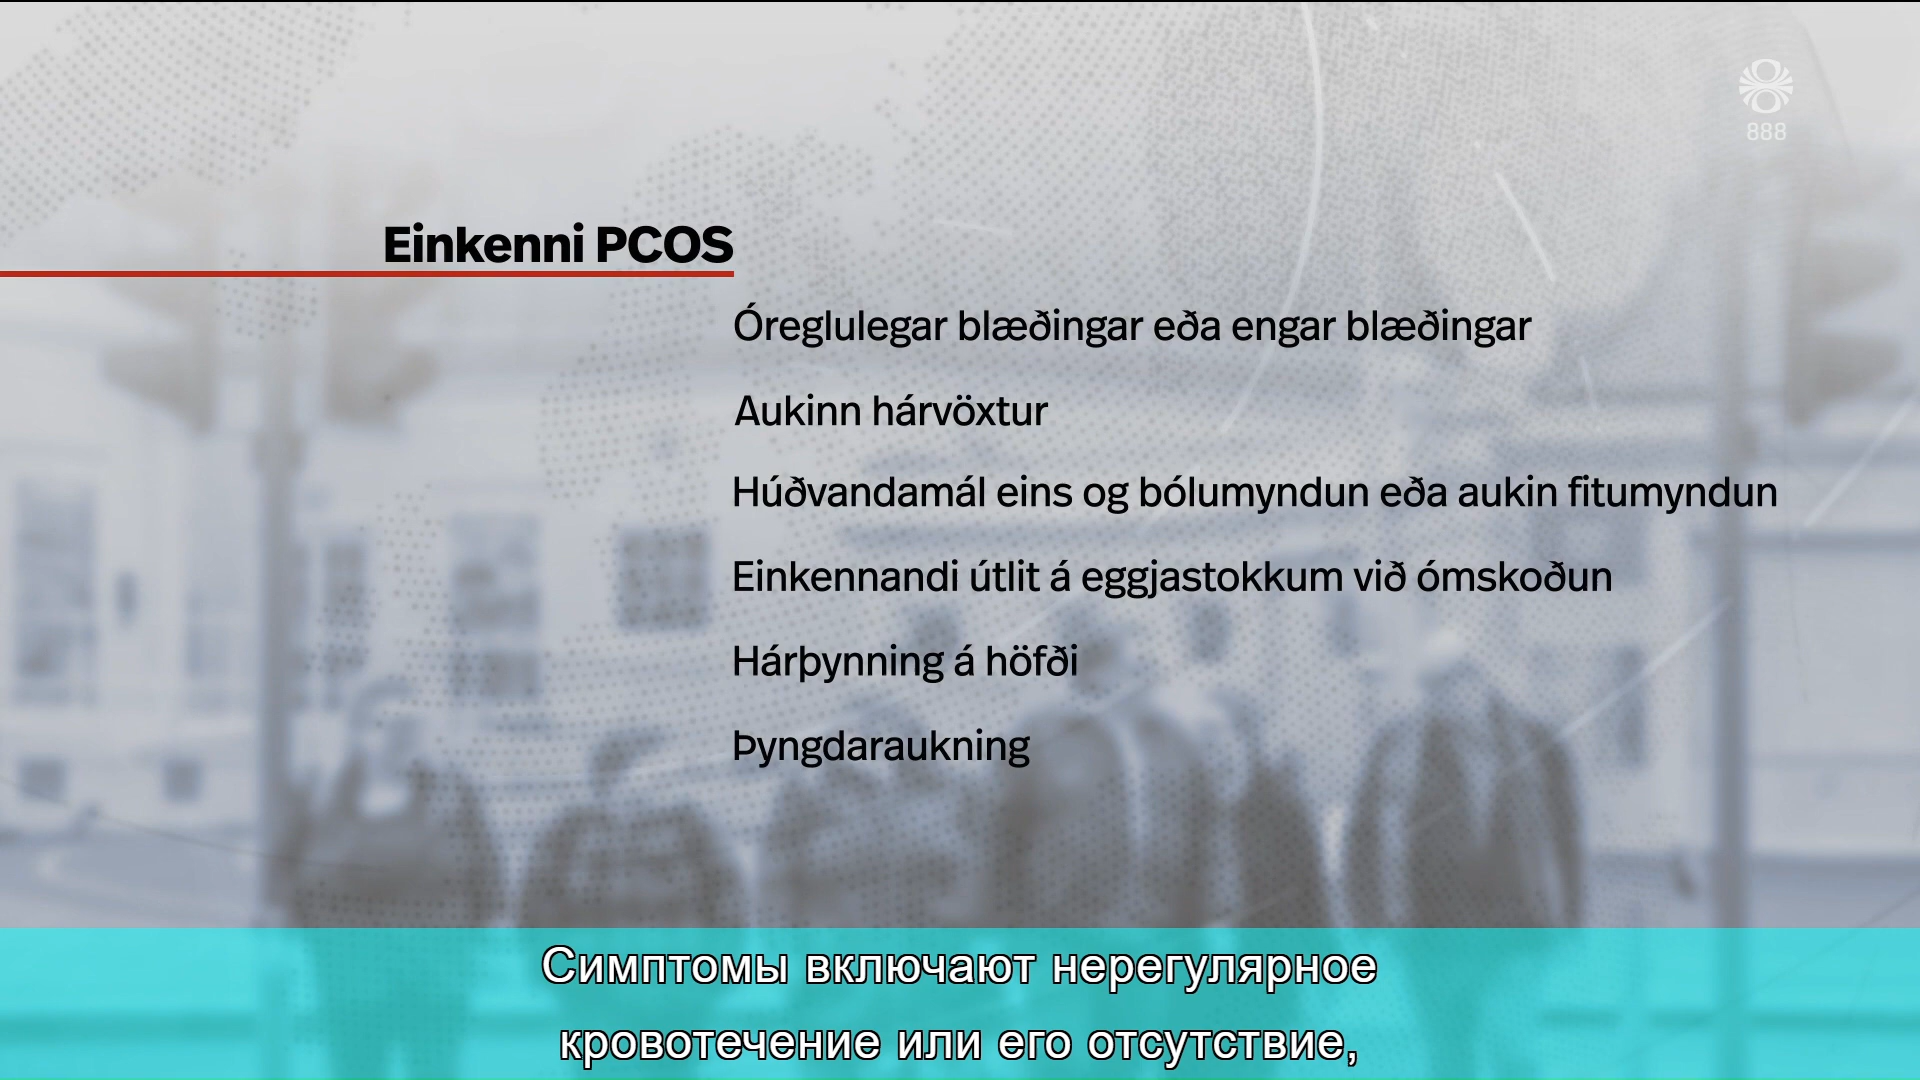 888
Einkenni PCOS
Óreglulegar blæðingar eða engar blæðingar
Aukinn hárvöxtur
Húðvandamál eins og bólumyndun eða aukin fitumyndun
Einkennandi útlit á eggjastokkum við ómskoðun
Hárþynning á höfði
Þyngdaraukning
Симптомы включают нерегулярное
кровотечение или его отсутствие,